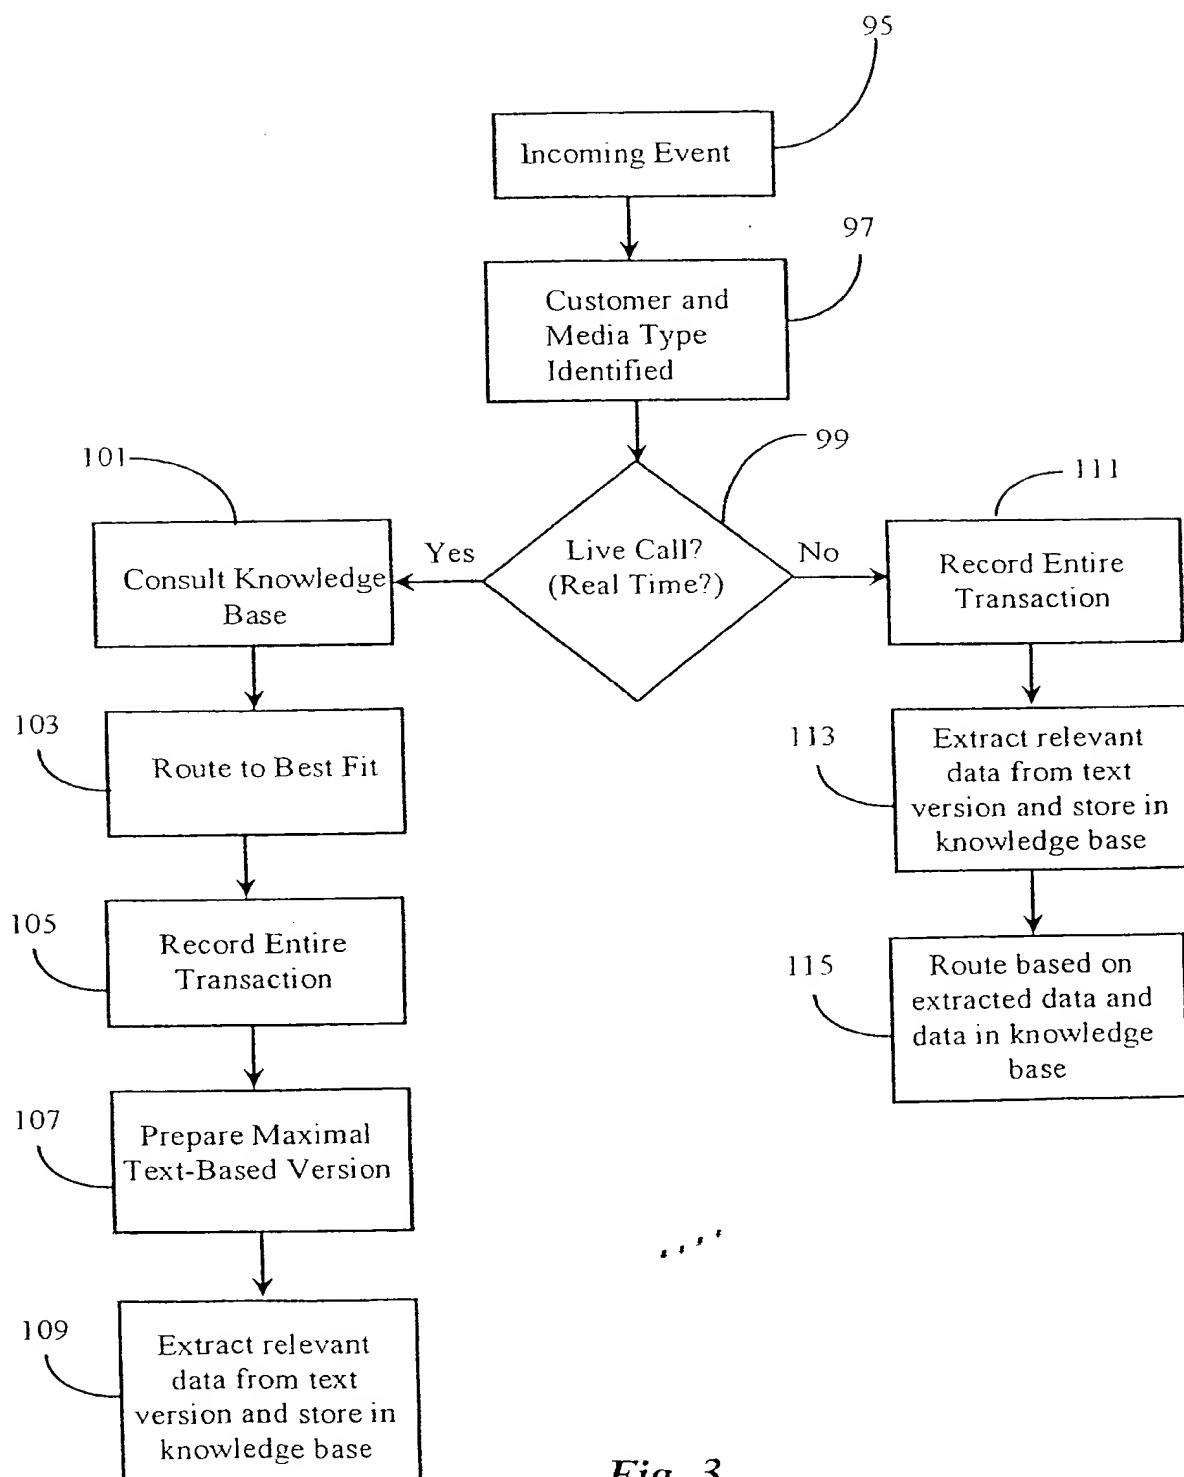 95
Incoming Event
97
Customer and
Media Type
Identified
99
Live Call?
(Real Time?)
Yes
No
101
Consult Knowledge
Base
103
Route to Best Fit
105
Record Entire
Transaction
107
Prepare Maximal
Text-Based Version
109
Extract relevant
data from text
version and store in
knowledge base
111
Record Entire
Transaction
113
Extract relevant
data from text
version and store in
knowledge base
115
Route based on
extracted data and
data in knowledge
base
Fig. 3